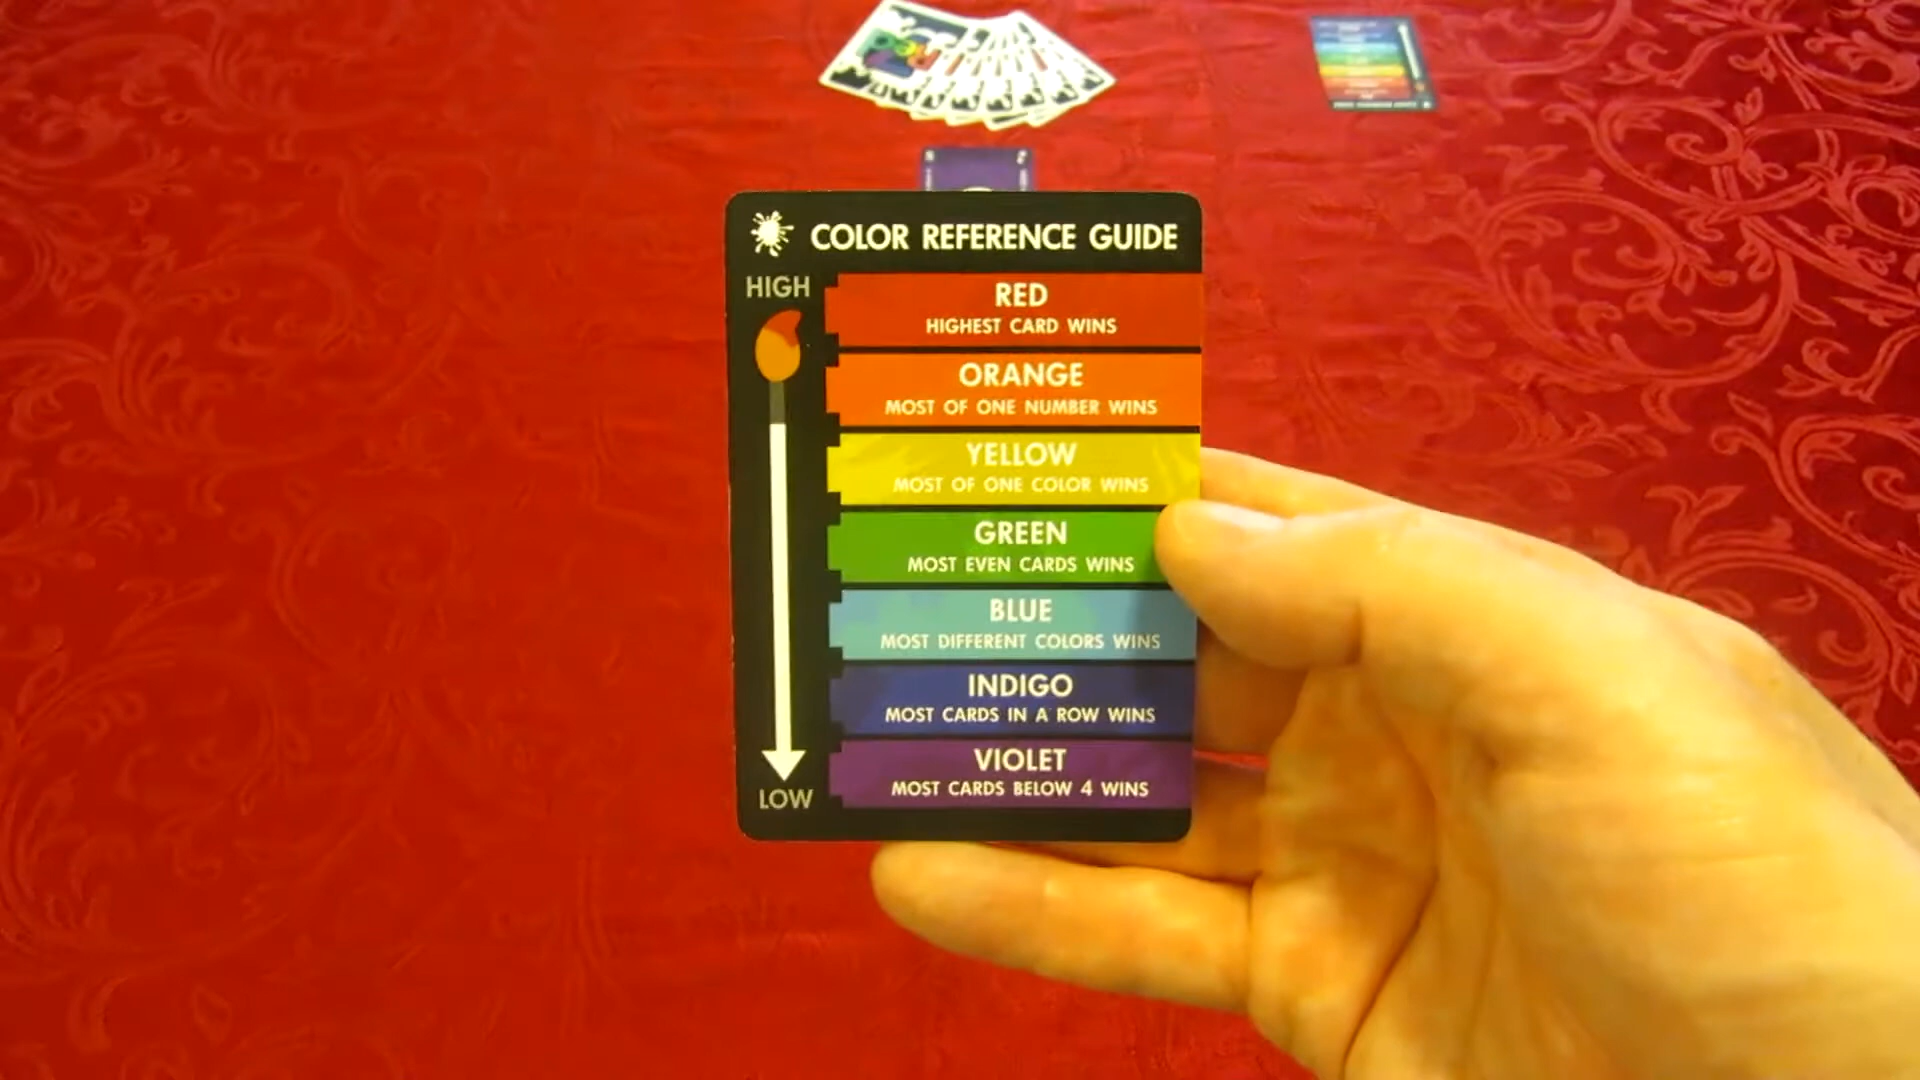 COLOR REFERENCE GUIDE
HIGH
RED
HIGHEST CARD WINS
ORANGE
MOST OF ONE NUMBER WINS
YELLOW
MOST OF ONE COLOR WINS
GREEN
MOST EVEN CARDS WINS
BLUE
MOST DIFFERENT COLORS WINS
INDIGO
MOST CARDS IN A ROW WINS
VIOLET
MOST CARDS BELOW 4 WINS
LOW